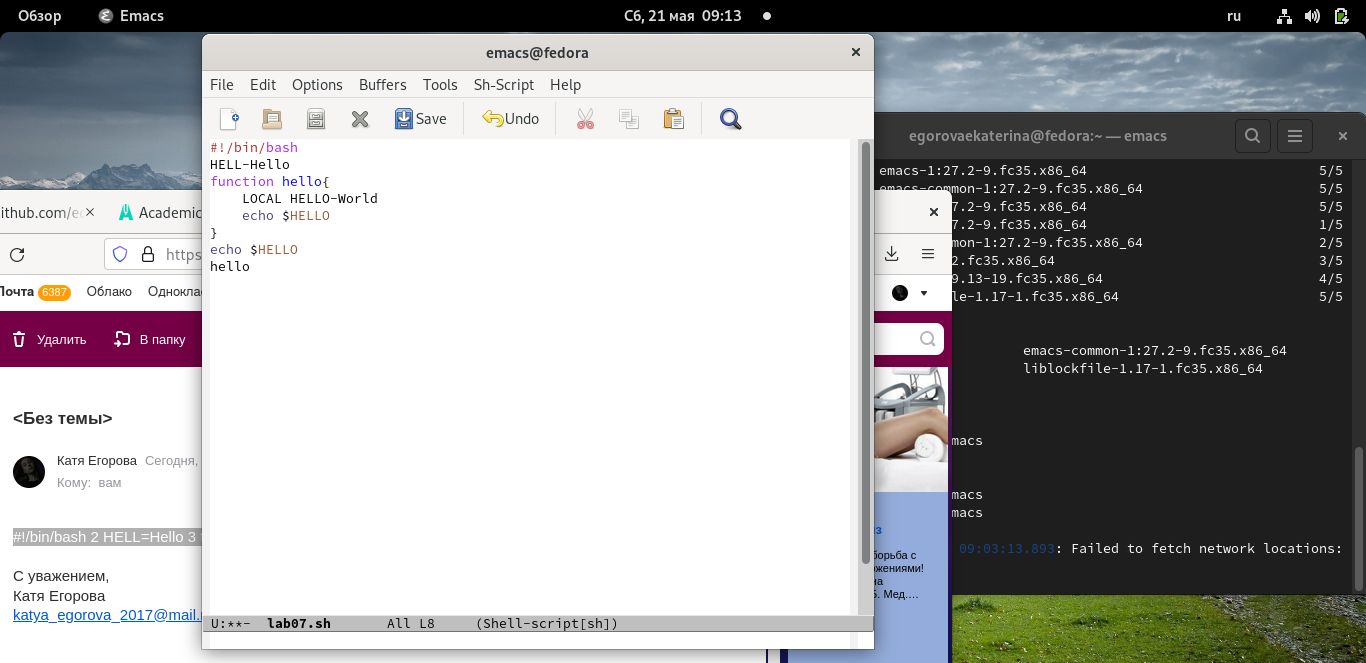 Обзор
Emacs
Сб, 21 мая 09:13
ru
emacs@fedora
File Edit Options Buffers Tools Sh-Script Help
Save
Undo
#!/bin/bash
HELL-Hello
function hello{
    LOCAL HELLO-World
    echo $HELLO
}
echo $HELLO
hello
U:**- lab07.sh All L8 (Shell-script[sh])
egorovaekaterina@fedora:~ — emacs
emacs-1:27.2-9.fc35.x86_64 5/5
emacs-common-1:27.2-9.fc35.x86_64 5/5
7.2-9.fc35.x86_64 5/5
7.2-9.fc35.x86_64 1/5
mon-1:27.2-9.fc35.x86_64 2/5
2.fc35.x86_64 3/5
9.13-19.fc35.x86_64 4/5
le-1.17-1.fc35.x86_64 5/5
emacs-common-1:27.2-9.fc35.x86_64
liblockfile-1.17-1.fc35.x86_64
macs
macs
macs
09:03:13.893: Failed to fetch network locations:
ithub.com/e
Academic
https
Почта 6387 Облако Однокла
Удалить
В папку
<Без темы>
Катя Егорова Сегодня,
Кому: вам
#!/bin/bash 2 HELL=Hello 3
С уважением,
Катя Егорова
katya_egorova_2017@mail.
борьба с
жениями!
на
Мед....